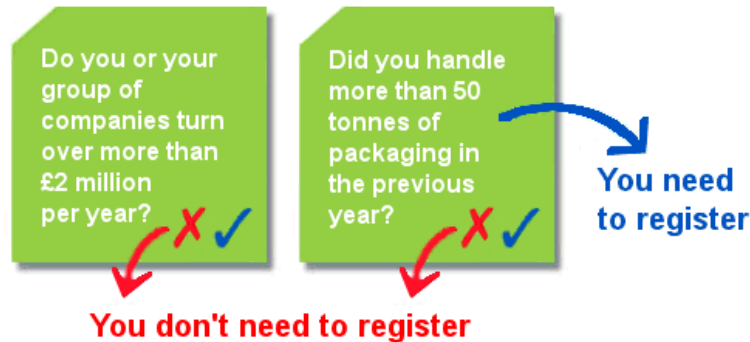 Do you or your
group of
companies turn
over more than
£2 million
per year?
Did you handle
more than 50
tonnes of
packaging in
the previous
year?
You need
to register
You don't need to register